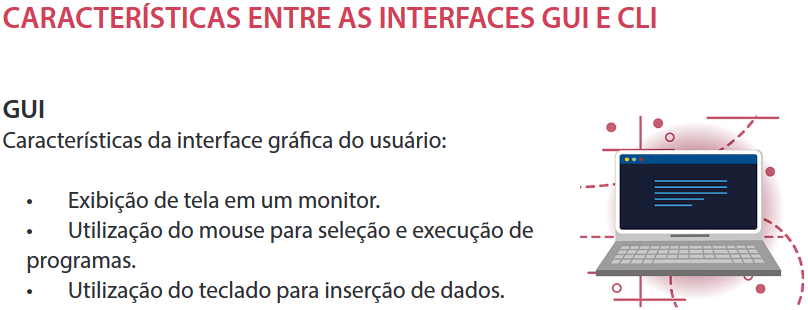 CARACTERÍSTICAS ENTRE AS INTERFACES GUI E CLI
GUI
Características da interface gráfica do usuário:
• Exibição de tela em um monitor.
• Utilização do mouse para seleção e execução de
programas.
• Utilização do teclado para inserção de dados.